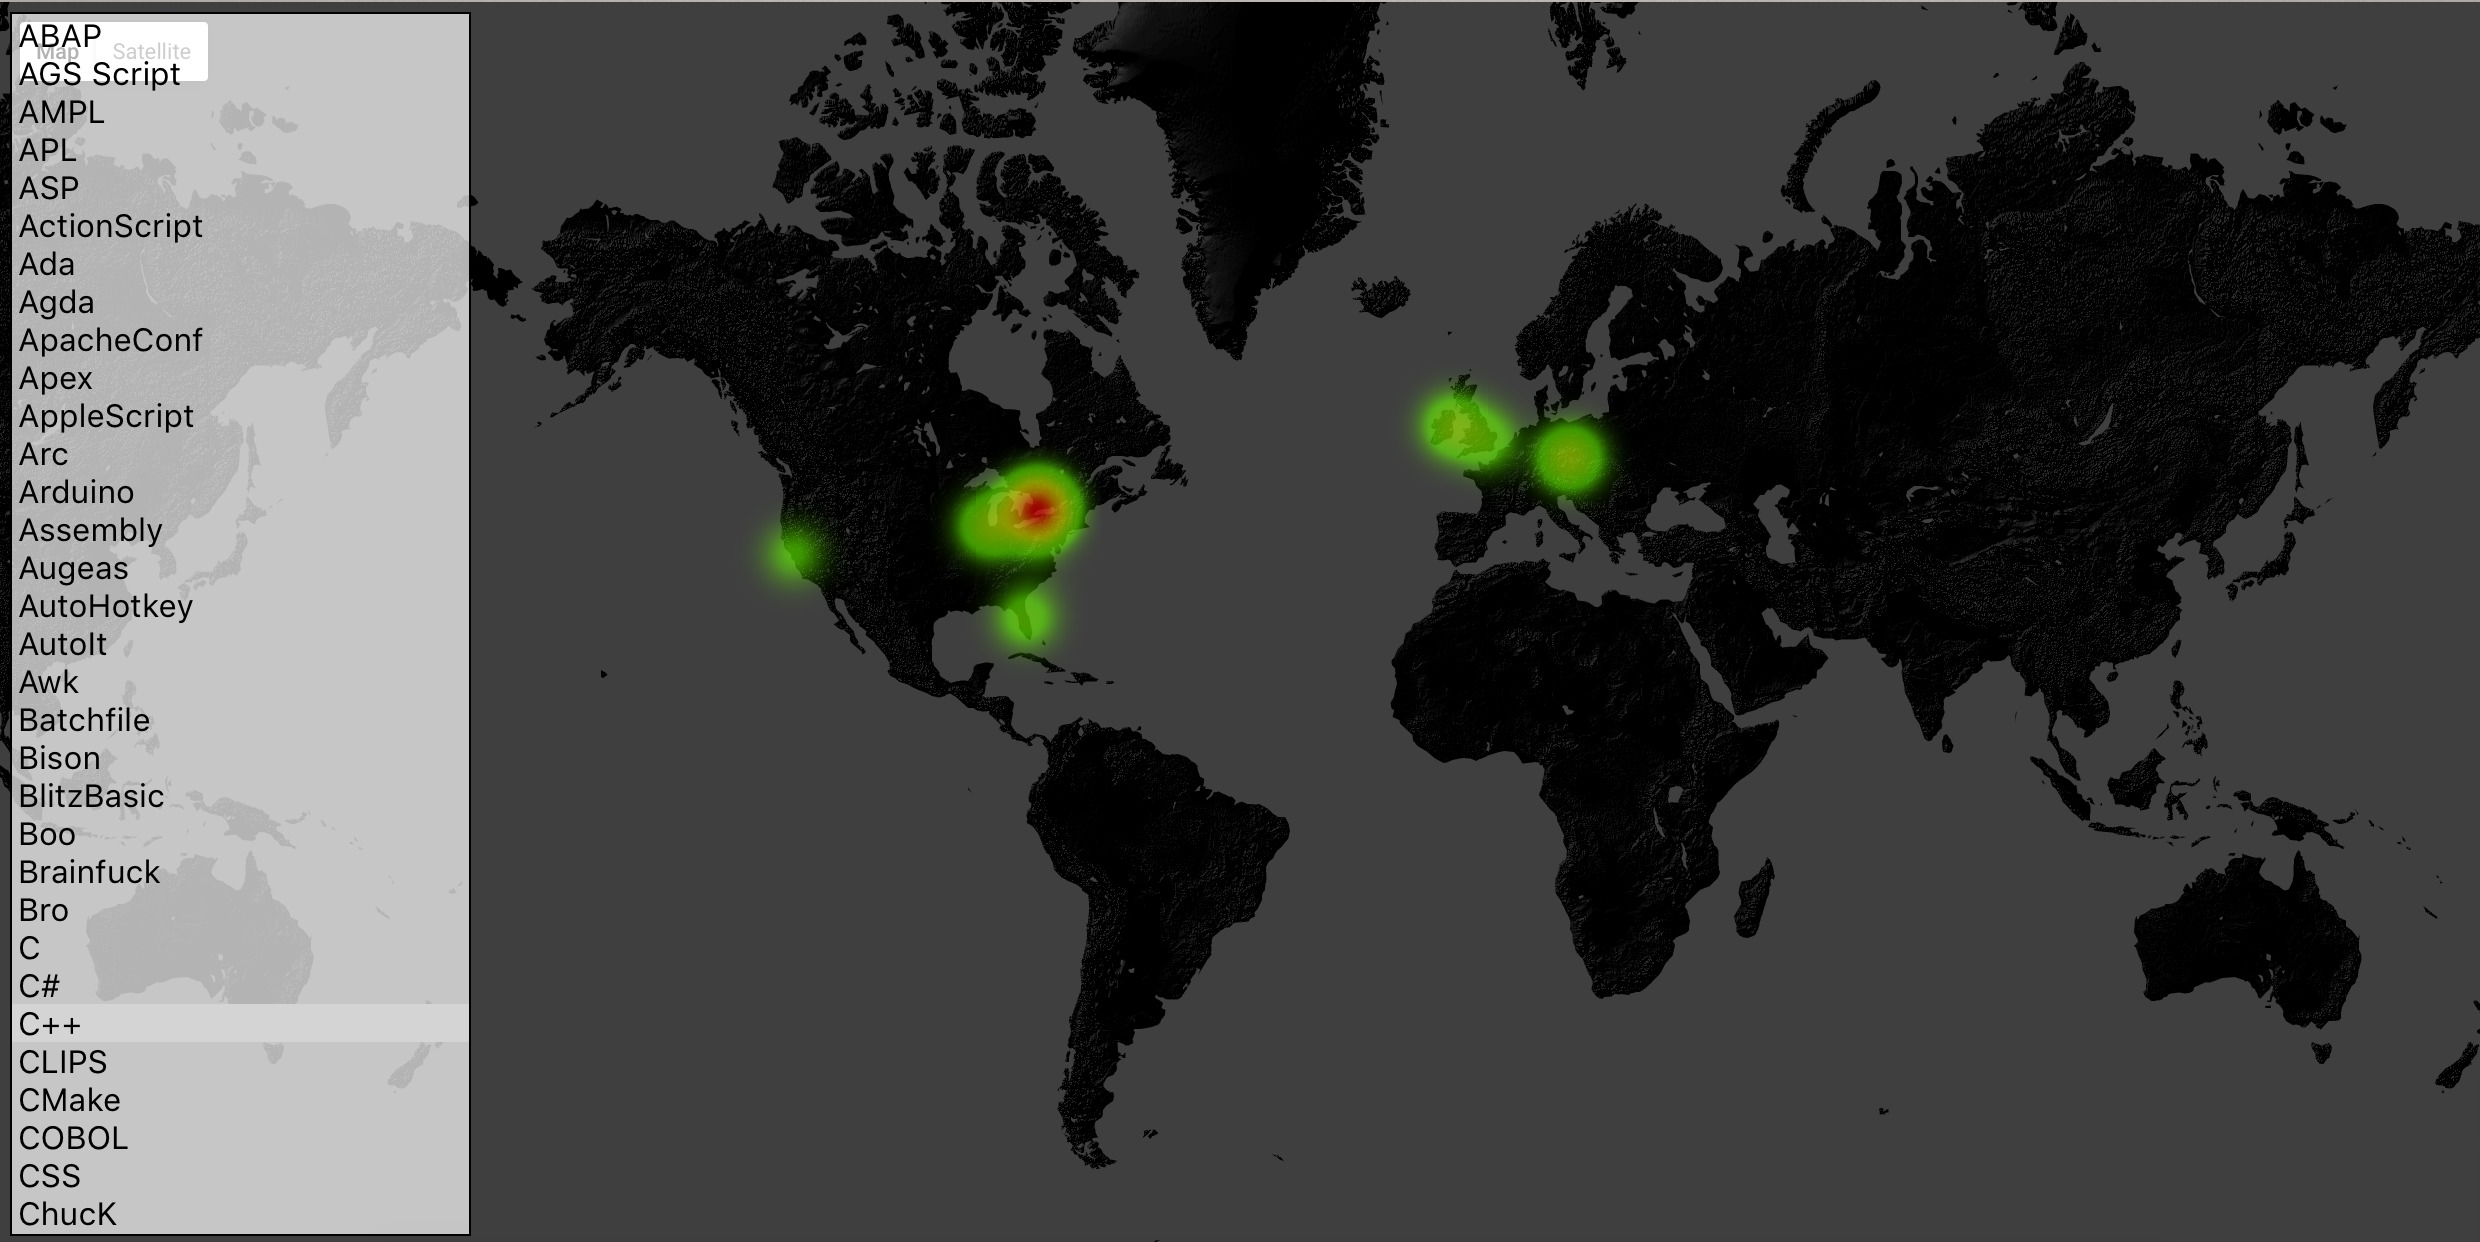 ABAP
Map Satellite
AGS Script
AMPL
APL
ASP
ActionScript
Ada
Agda
ApacheConf
Apex
AppleScript
Arc
Arduino
Assembly
Augeas
AutoHotkey
AutoIt
Awk
Batchfile
Bison
BlitzBasic
Boo
Brainfuck
Bro
C
C#
C++
CLIPS
CMake
COBOL
CSS
ChucK